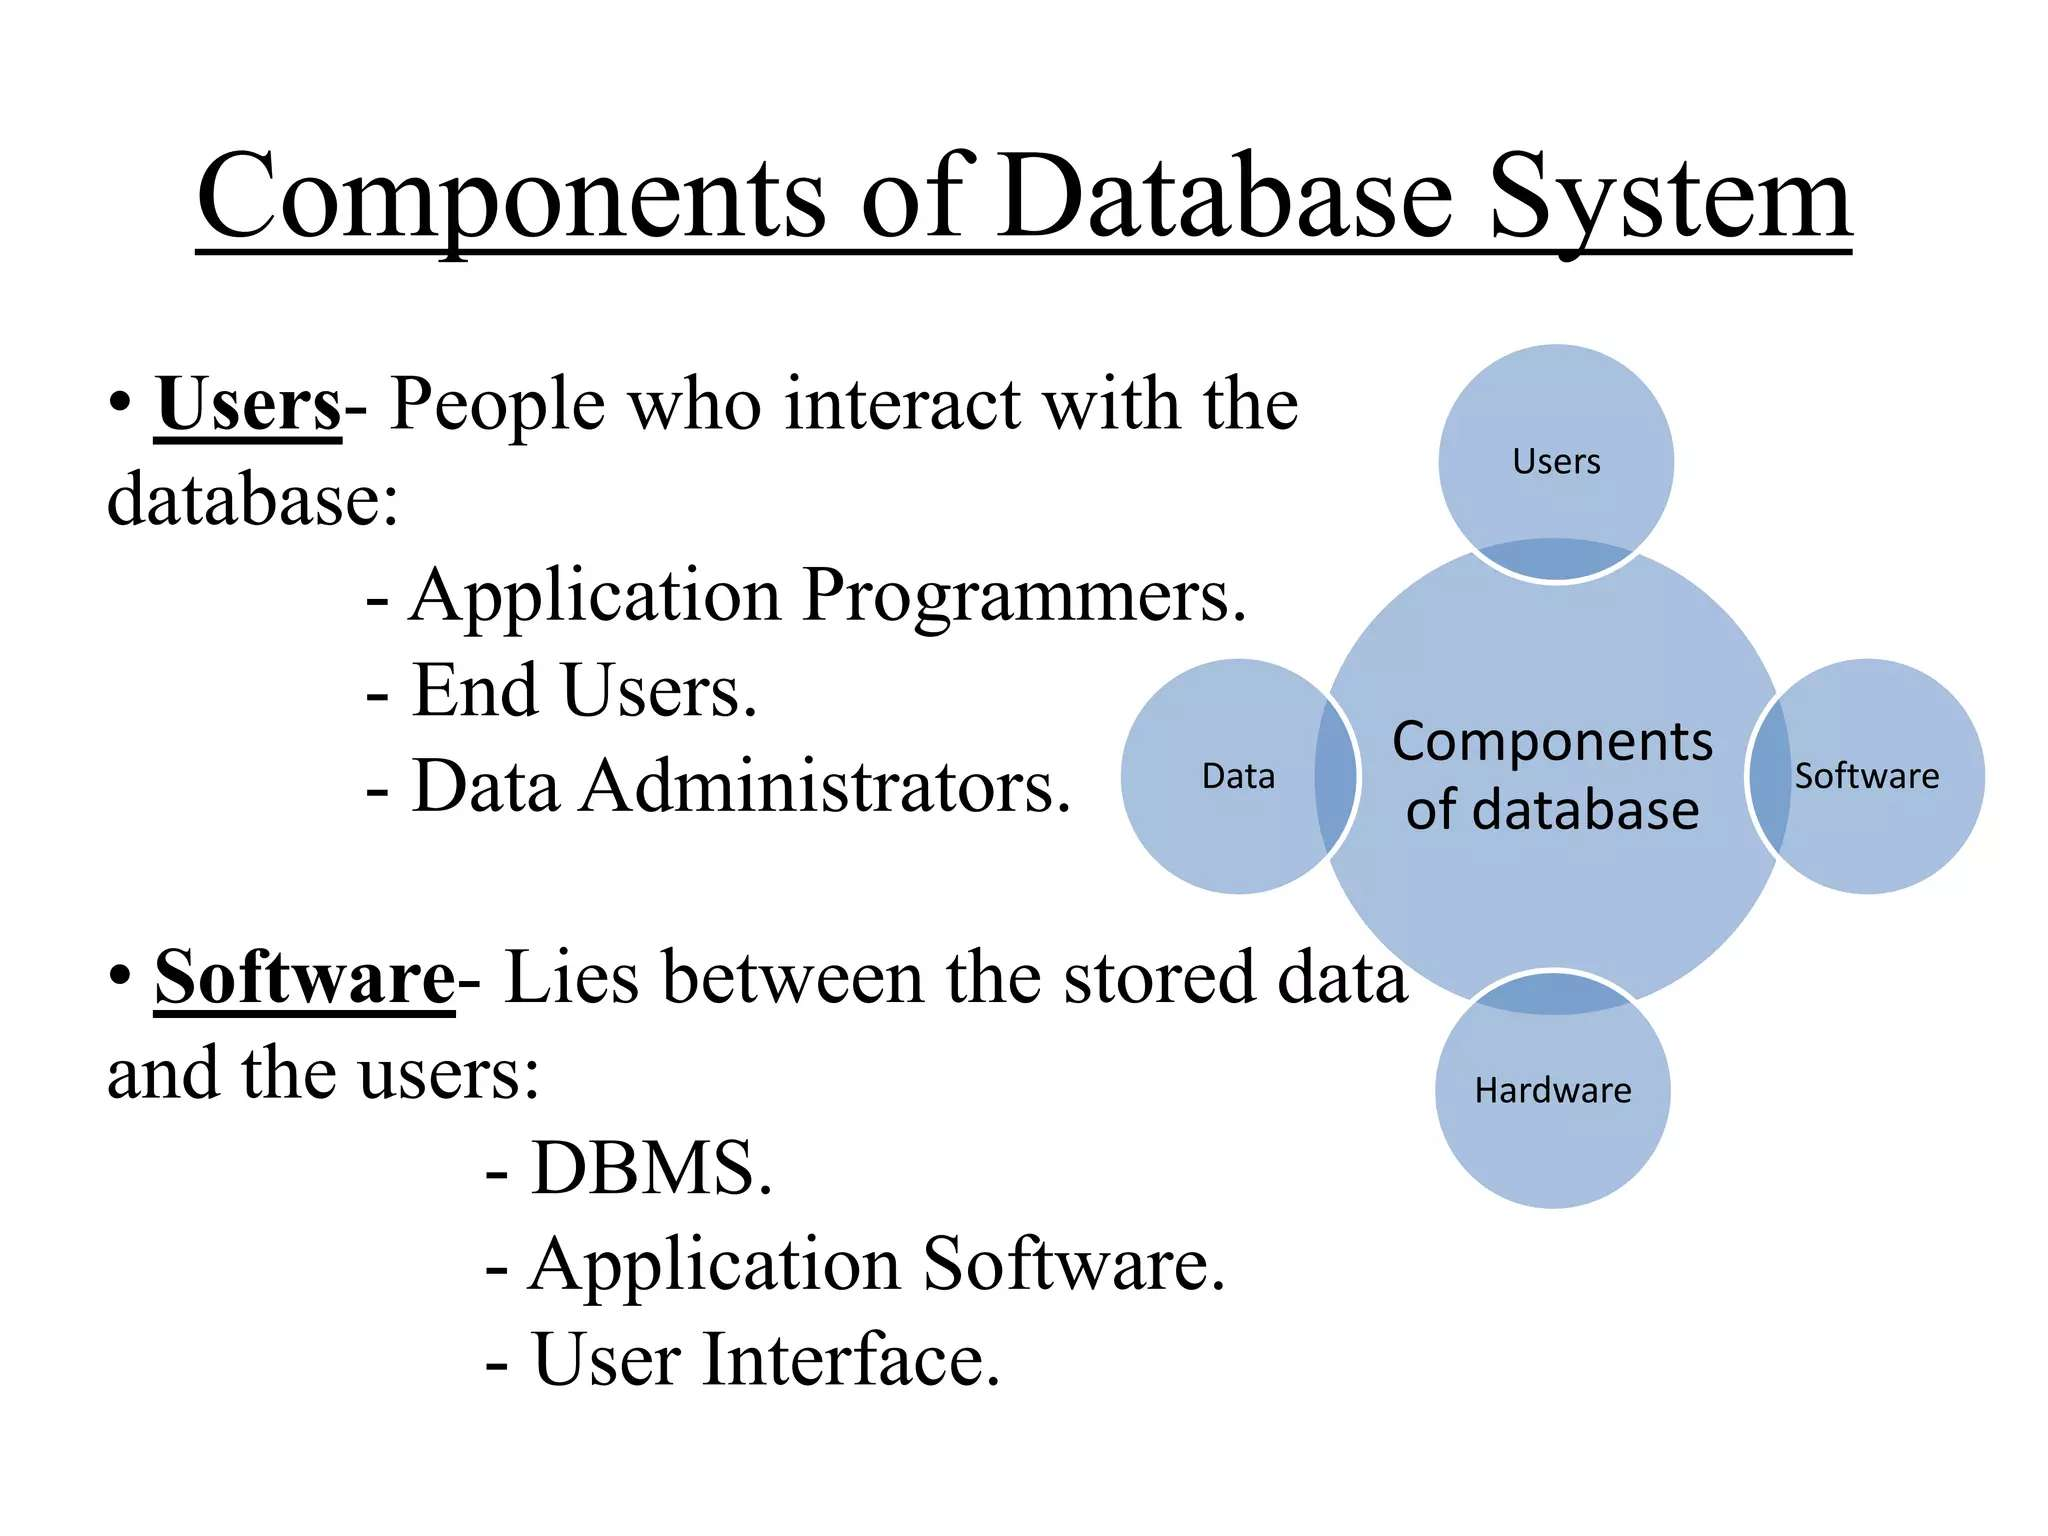 Components of Database System
• Users- People who interact with the
database:
- Application Programmers.
- End Users.
- Data Administrators.
• Software- Lies between the stored data
and the users:
- DBMS.
- Application Software.
- User Interface.
Users
Data
Components
of database
Software
Hardware